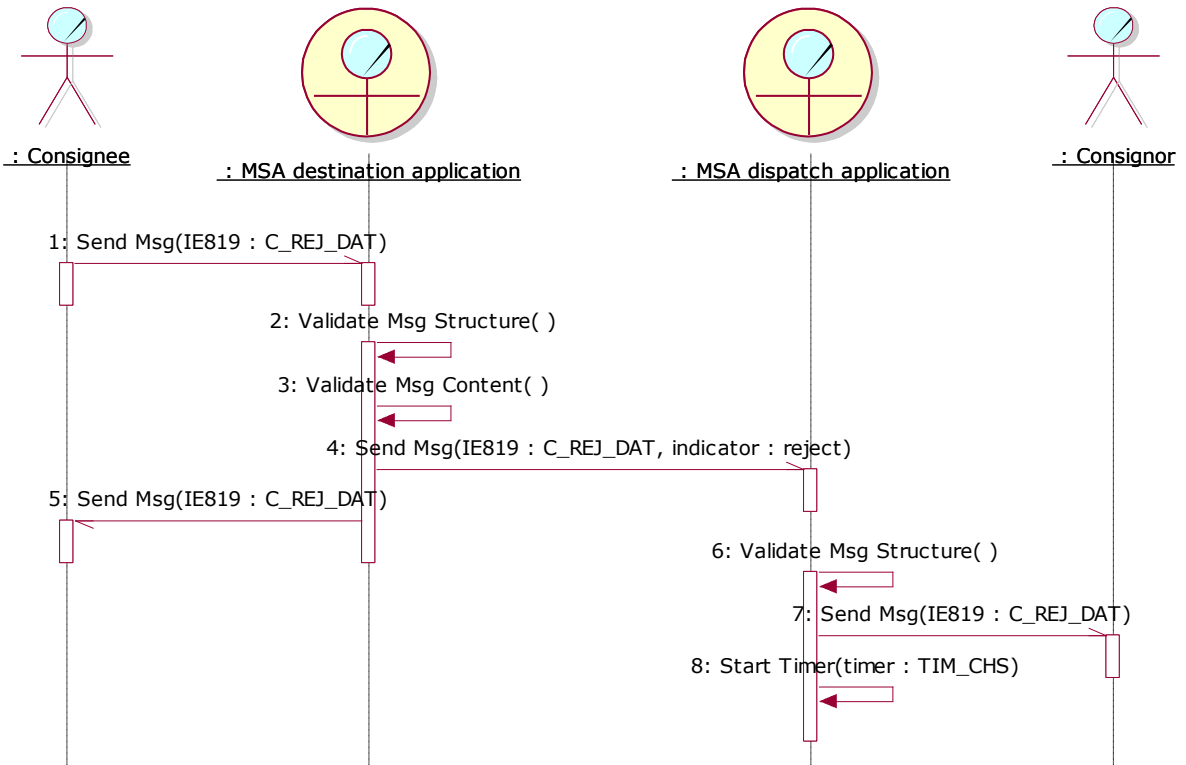 : Consignee
: MSA destination application
: MSA dispatch application
: Consignor
1: Send Msg(IE819 : C_REJ_DAT)
2: Validate Msg Structure( )
3: Validate Msg Content( )
4: Send Msg(IE819 : C_REJ_DAT, indicator : reject)
5: Send Msg(IE819 : C_REJ_DAT)
6: Validate Msg Structure( )
7: Send Msg(IE819 : C_REJ_DAT)
8: Start Timer(timer : TIM_CHS)